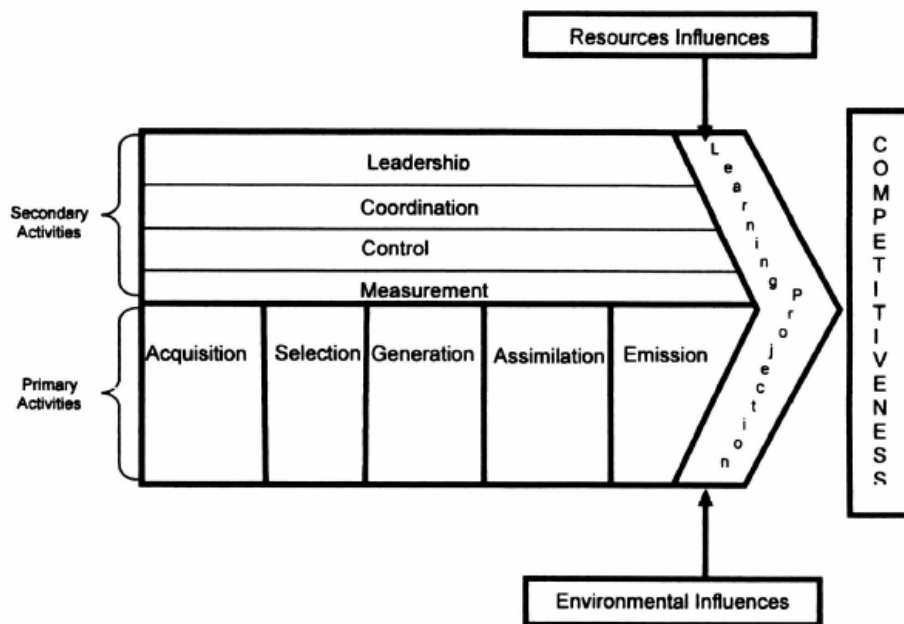 Resources Influences
Leadership
Coordination
Control
Measurement
Secondary
Activities
Acquisition
Selection
Generation
Assimilation
Emission
Primary
Activities
Learning
Projection
COMPETITIVENESS
Environmental Influences